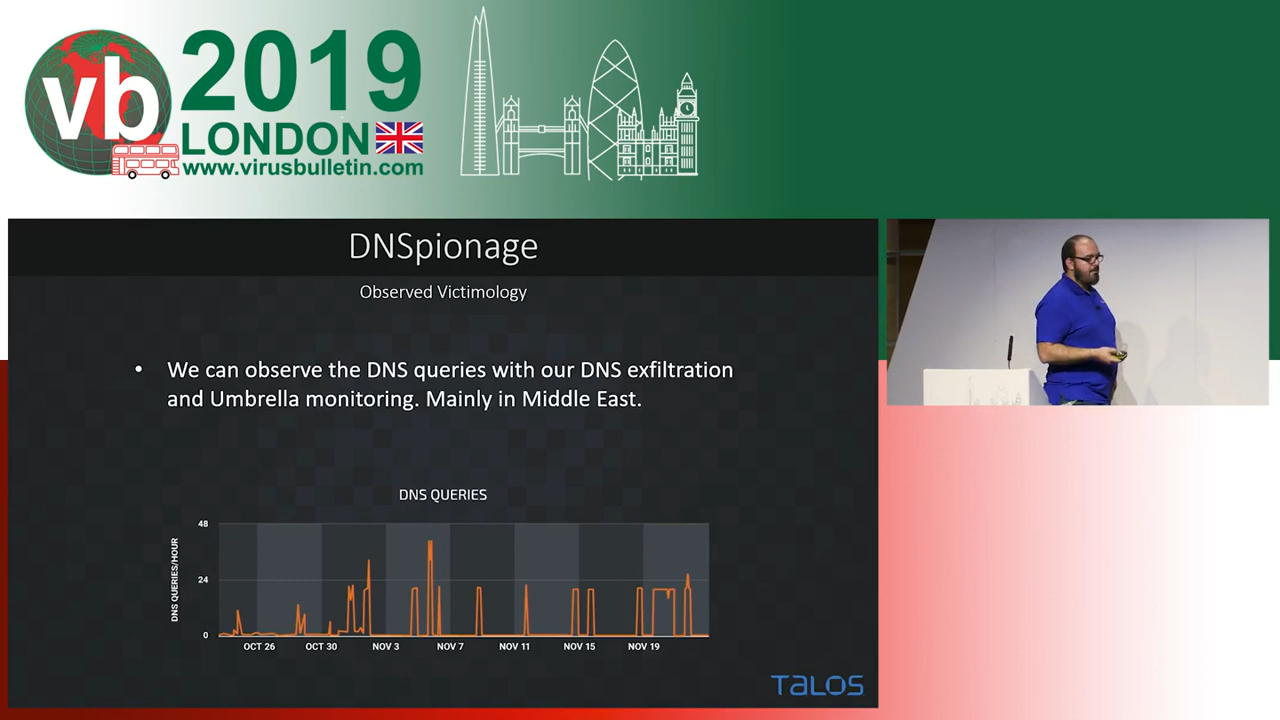 vb
2019
LONDON
www.virusbulletin.com
DNSpionage
Observed Victimology
• We can observe the DNS queries with our DNS exfiltration
and Umbrella monitoring. Mainly in Middle East.
DNS QUERIES
DNS QUERIES/HOUR
48
24
0
OCT 26 OCT 30 NOV 3 NOV 7 NOV 11 NOV 15 NOV 19
TALOS